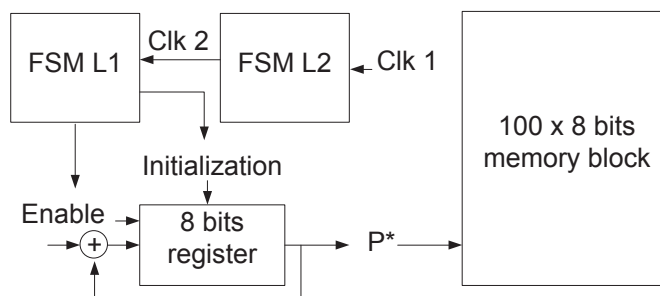 FSM L1
Clk 2
FSM L2
Clk 1
100 x 8 bits
memory block
Initialization
Enable
8 bits
register
+
P*